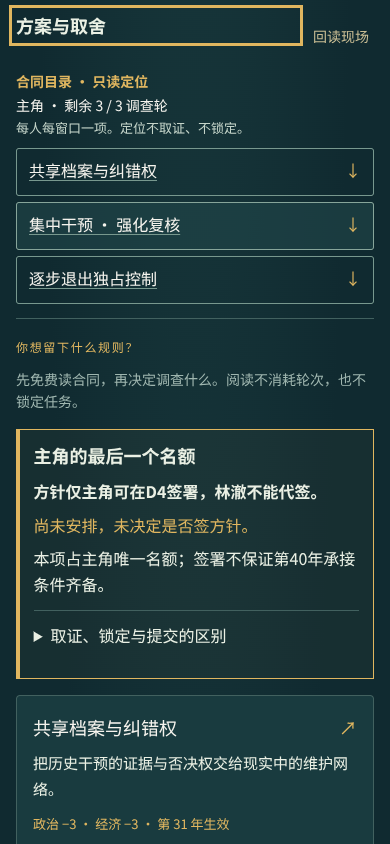 方案与取舍
回读现场
合同目录 · 只读定位
主角 · 剩余 3 / 3 调查轮
每人每窗口一项。定位不取证、不锁定。
共享档案与纠错权 ↓
集中干预 · 强化复核 ↓
逐步退出独占控制 ↓
你想留下什么规则？
先免费读合同，再决定调查什么。阅读不消耗轮次，也不
锁定任务。
主角的最后一个名额
方针仅主角可在D4签署，林澈不能代签。
尚未安排，未决定是否签方针。
本项占主角唯一名额；签署不保证第40年承接
条件齐备。
▶ 取证、锁定与提交的区别
共享档案与纠错权 ↗
把历史干预的证据与否决权交给现实中的维护网
络。
政治 −3 · 经济 −3 · 第 31 年生效